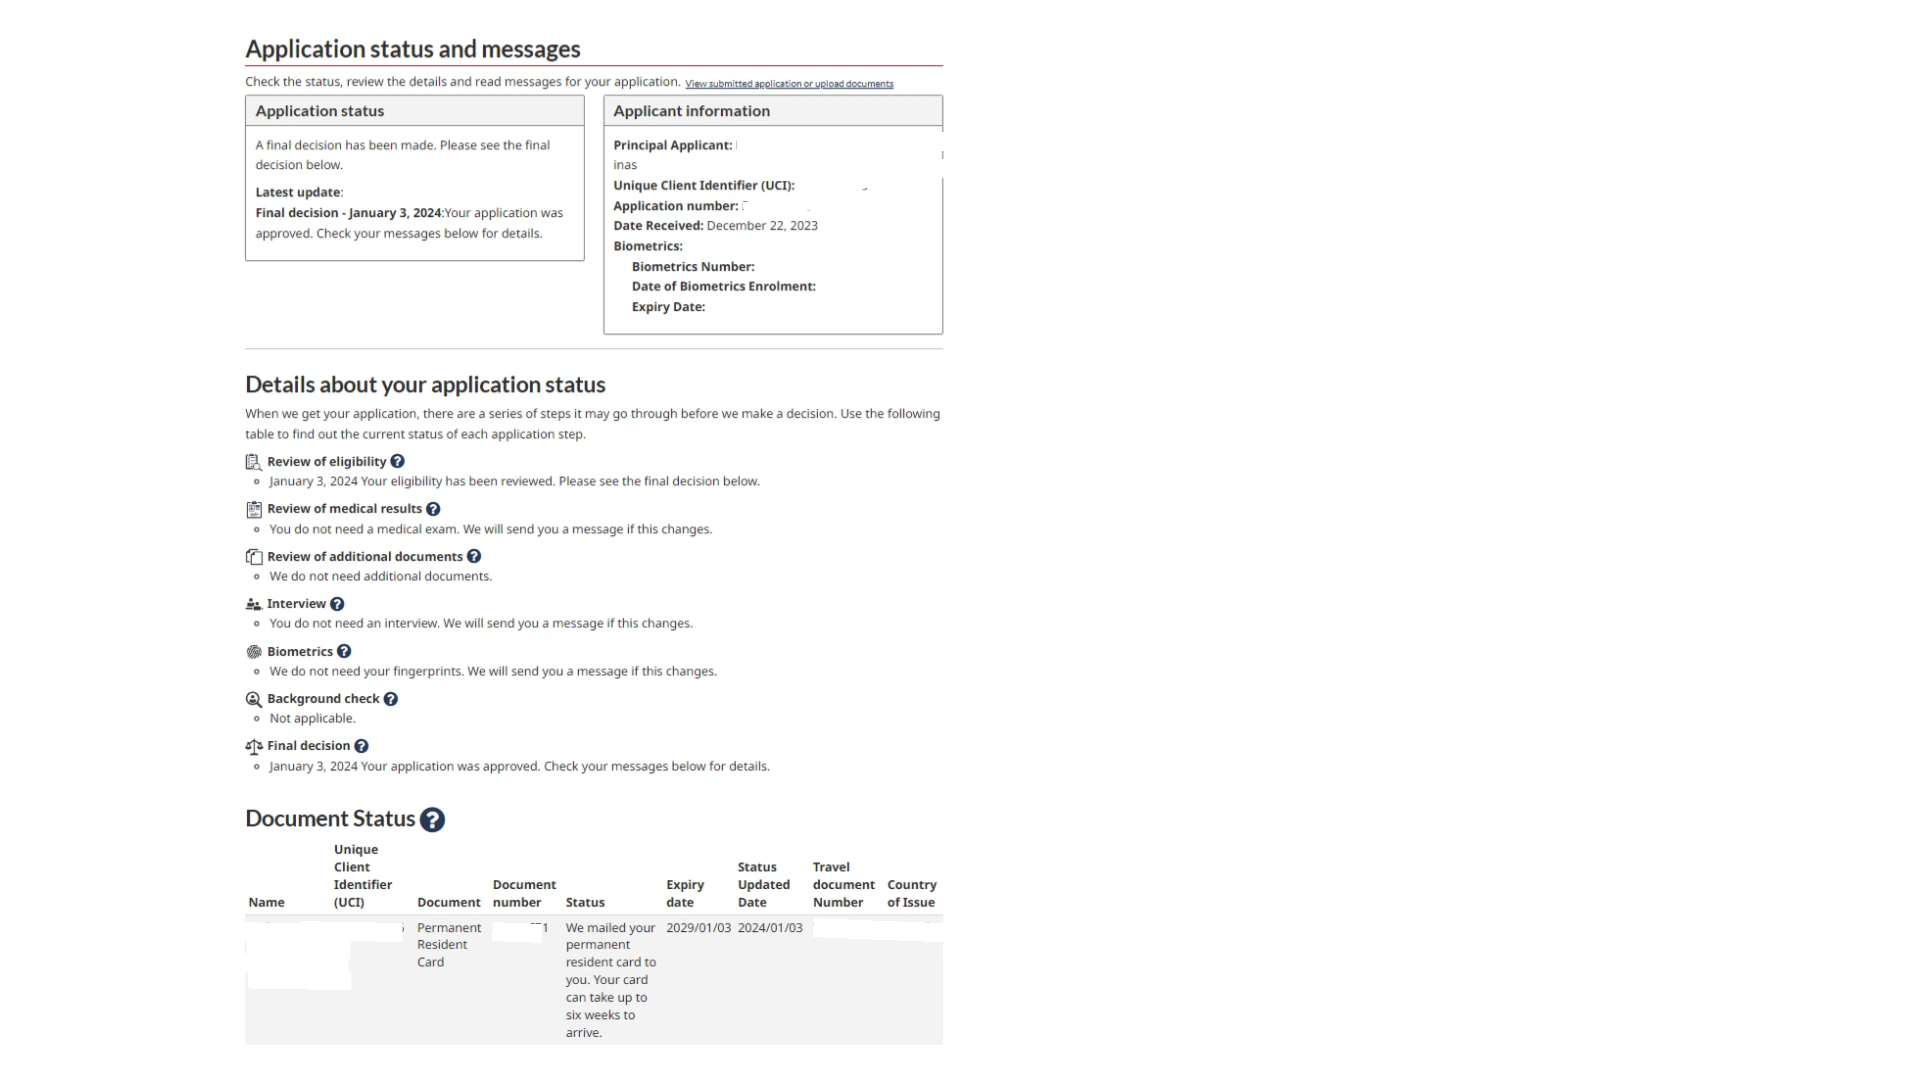 Application status and messages
Check the status, review the details and read messages for your application. View submitted application or upload documents
Application status
A final decision has been made. Please see the final
decision below.
Latest update:
Final decision - January 3, 2024:Your application was
approved. Check your messages below for details.
Applicant information
Principal Applicant:
inas
Unique Client Identifier (UCI):
Application number:
Date Received: December 22, 2023
Biometrics:
Biometrics Number:
Date of Biometrics Enrolment:
Expiry Date:
Details about your application status
When we get your application, there are a series of steps it may go through before we make a decision. Use the following
table to find out the current status of each application step.
Review of eligibility ?
January 3, 2024 Your eligibility has been reviewed. Please see the final decision below.
Review of medical results ?
You do not need a medical exam. We will send you a message if this changes.
Review of additional documents ?
We do not need additional documents.
Interview ?
You do not need an interview. We will send you a message if this changes.
Biometrics ?
We do not need your fingerprints. We will send you a message if this changes.
Background check ?
Not applicable.
Final decision ?
January 3, 2024 Your application was approved. Check your messages below for details.
Document Status ?
Name
Unique
Client
Identifier
(UCI)
Document
Document
number
Status
Expiry
date
Status
Updated
Date
Travel
document
Number
Country
of Issue
Permanent
Resident
Card
1
We mailed your
permanent
resident card to
you. Your card
can take up to
six weeks to
arrive.
2029/01/03
2024/01/03